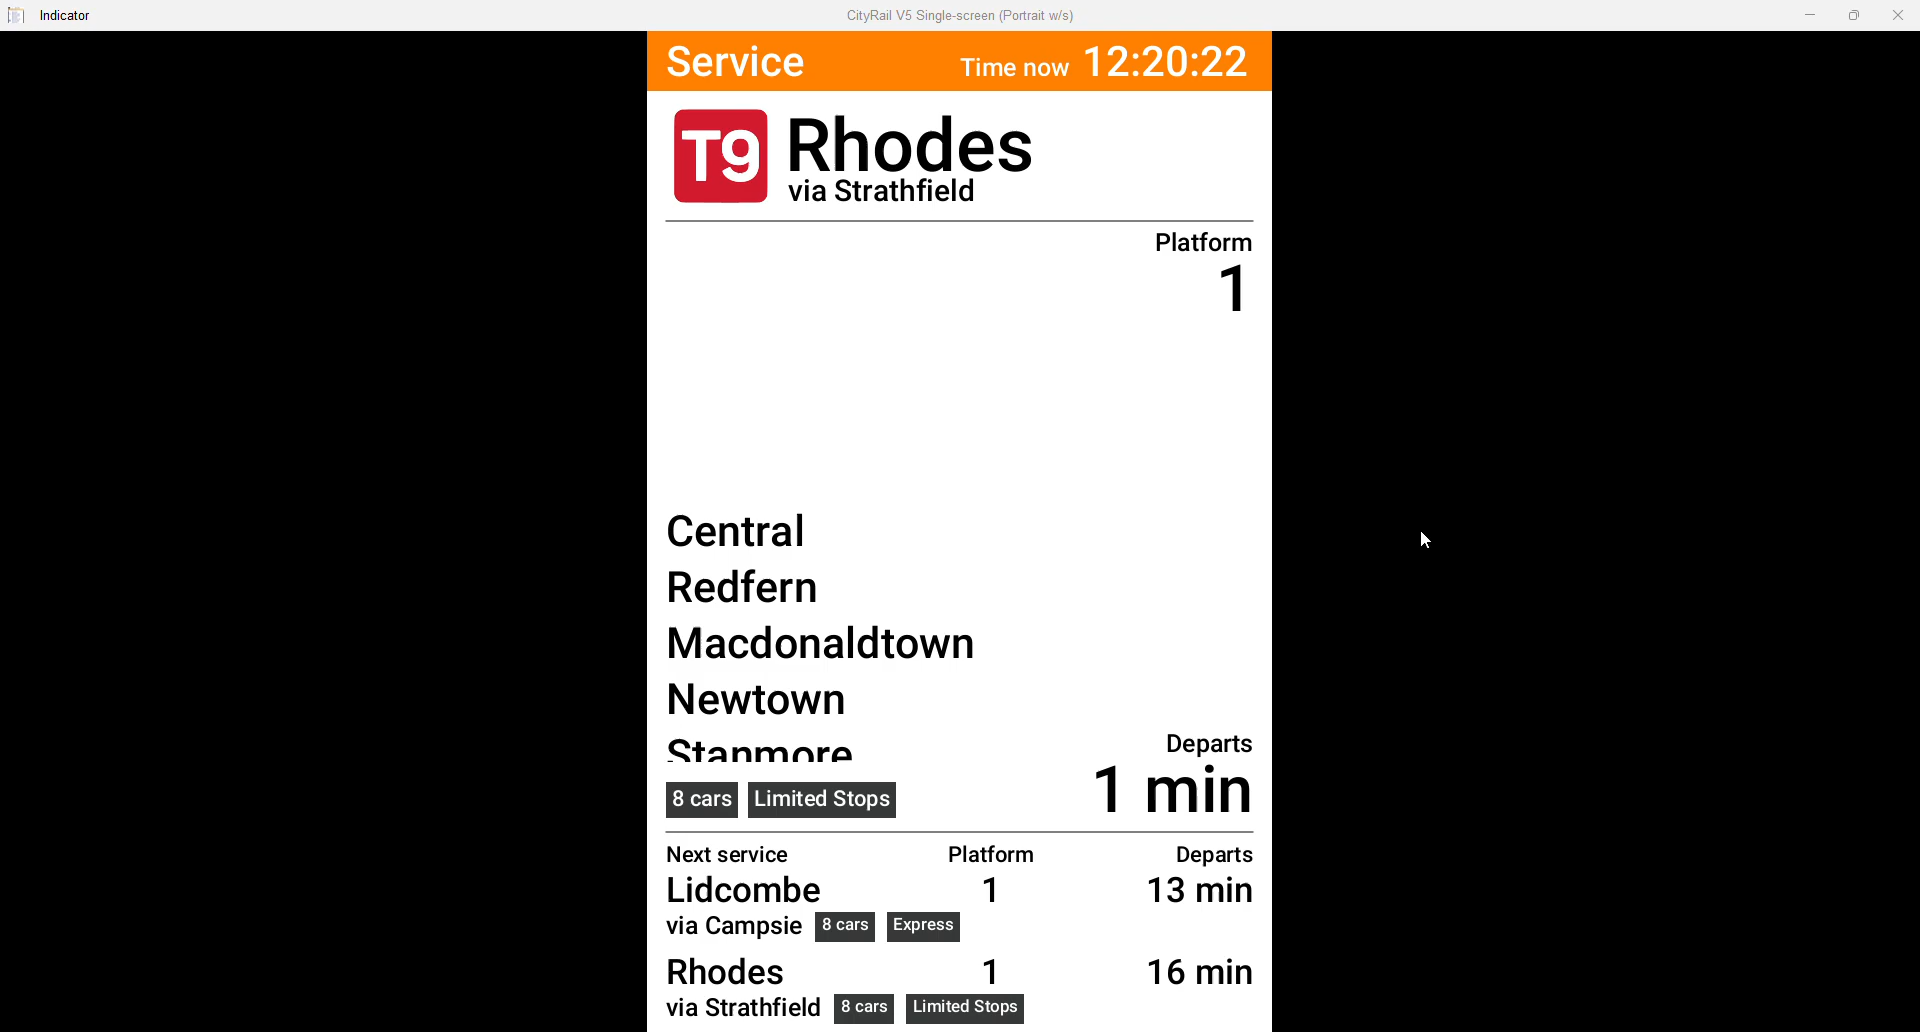 Indicator
CityRail V5 Single-screen (Portrait w/s)
Service Time now 12:20:22
T9 Rhodes
via Strathfield
Platform
1
Central
Redfern
Macdonaldtown
Newtown
Stanmore
Departs
1 min
8 cars Limited Stops
Next service Platform Departs
Lidcombe 1 13 min
via Campsie 8 cars Express
Rhodes 1 16 min
via Strathfield 8 cars Limited Stops